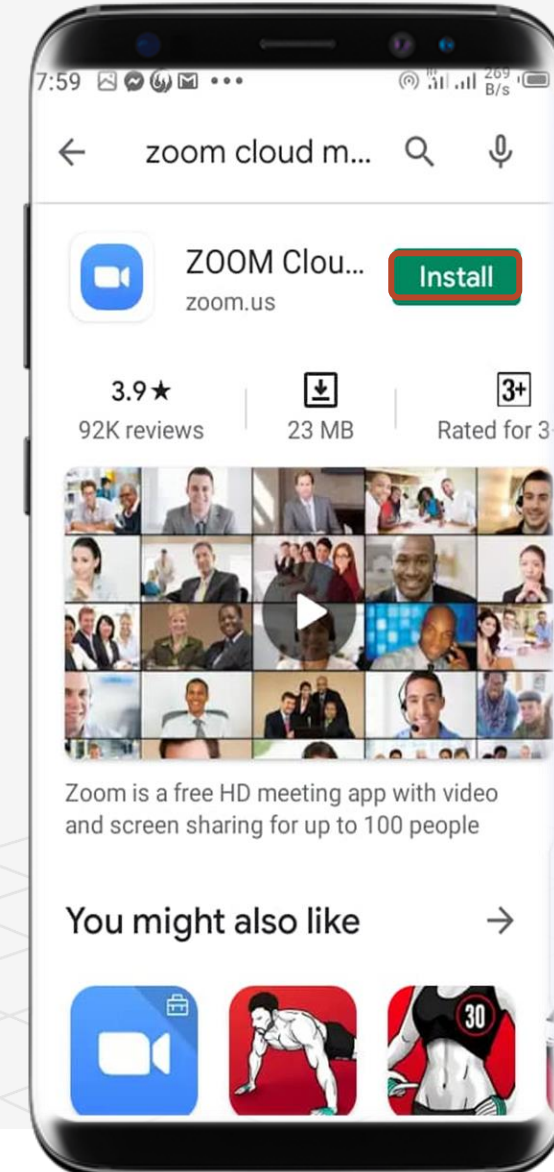 7:59 ••• 269 B/s
zoom cloud m...
ZOOM Clou...
Install
zoom.us
3.9★
3+
92K reviews
23 MB
Rated for 3
Zoom is a free HD meeting app with video
and screen sharing for up to 100 people
You might also like
30